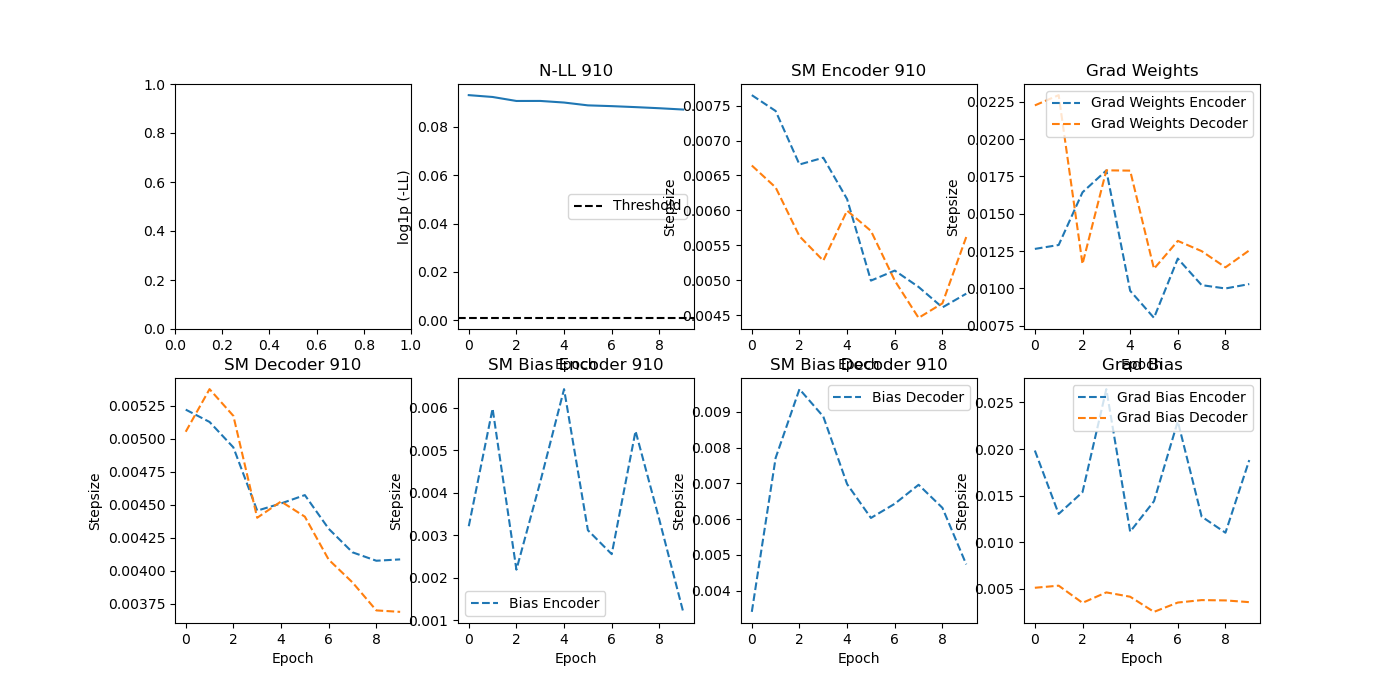 N-LL 910
SM Encoder 910
Grad Weights
1.0
0.8
0.6
0.4
0.2
0.0
0.0 0.2 0.4 0.6 0.8 1.0
log1p (-LL)
0.08
0.06
0.04
0.02
0.00
0 2 4 6 8
Threshold
Epoch
Stepsize
0.0075
0.0070
0.0065
0.0060
0.0055
0.0050
0.0045
0 2 4 6 8
Epoch
Stepsize
0.0225
0.0200
0.0175
0.0150
0.0125
0.0100
0.0075
0 2 4 6 8
Grad Weights Encoder
Grad Weights Decoder
Epoch
SM Decoder 910
SM Bias Encoder 910
SM Bias Decoder 910
Grad Bias
Stepsize
0.00525
0.00500
0.00475
0.00450
0.00425
0.00400
0.00375
0 2 4 6 8
Epoch
Stepsize
0.006
0.005
0.004
0.003
0.002
0.001
0 2 4 6 8
Bias Encoder
Epoch
Stepsize
0.009
0.008
0.007
0.006
0.005
0.004
0 2 4 6 8
Bias Decoder
Epoch
Stepsize
0.025
0.020
0.015
0.010
0.005
0 2 4 6 8
Grad Bias Encoder
Grad Bias Decoder
Epoch